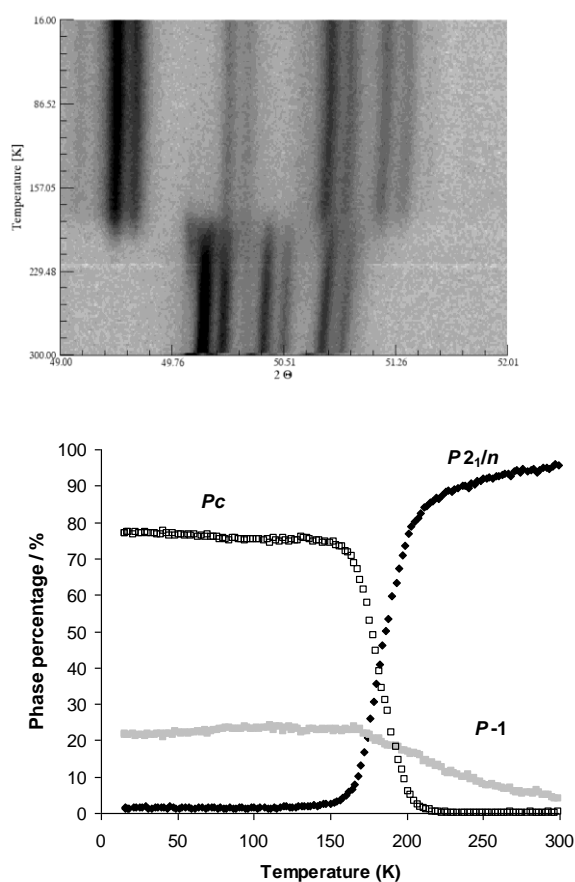 16.00
86.52
157.05
229.48
300.00
Temperature [K]
49.00 49.76 50.51 51.26 52.01
2 Θ
100
90
80
70
60
50
40
30
20
10
0
Phase percentage / %
P 2₁/n
Pc
P -1
0 50 100 150 200 250 300
Temperature (K)